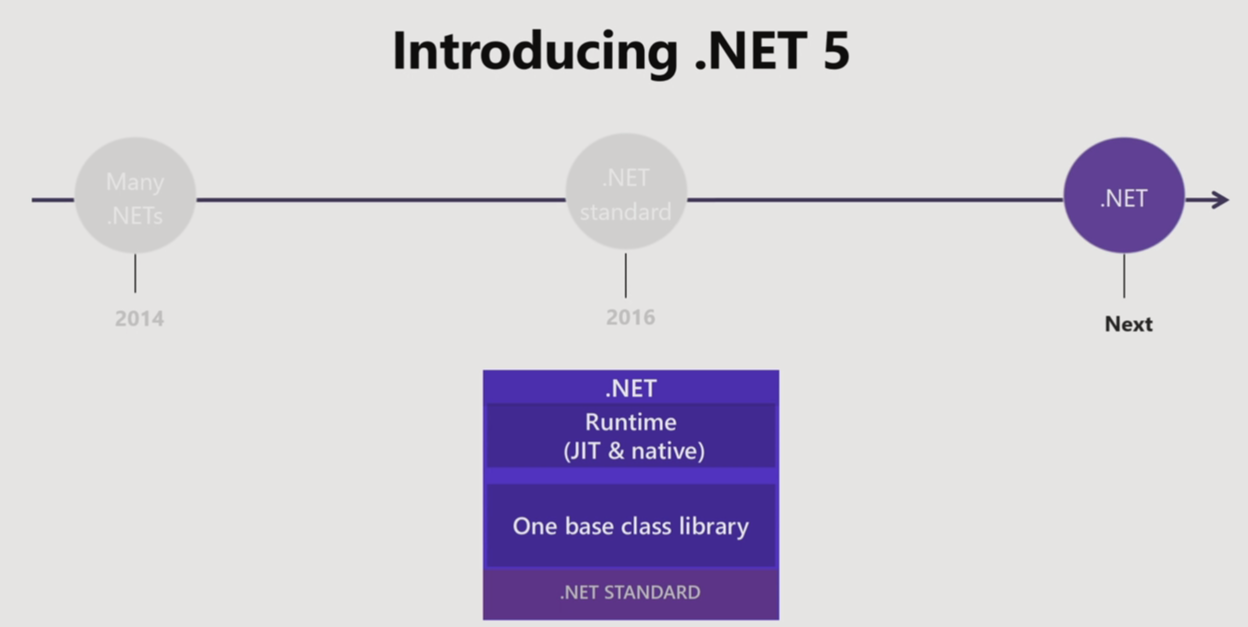 Introducing .NET 5
Many
.NETs
.NET
standard
.NET
2014
2016
Next
.NET
Runtime
(JIT & native)
One base class library
.NET STANDARD